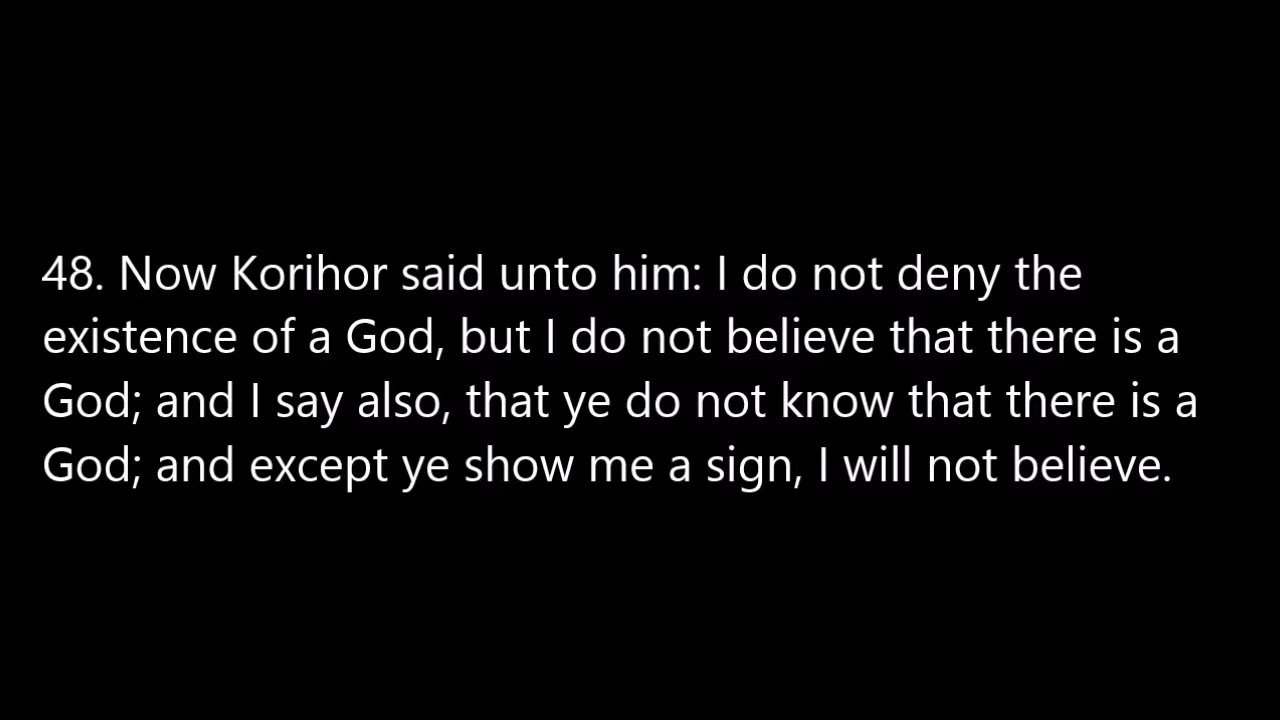 48. Now Korihor said unto him: I do not deny the
existence of a God, but I do not believe that there is a
God; and I say also, that ye do not know that there is a
God; and except ye show me a sign, I will not believe.